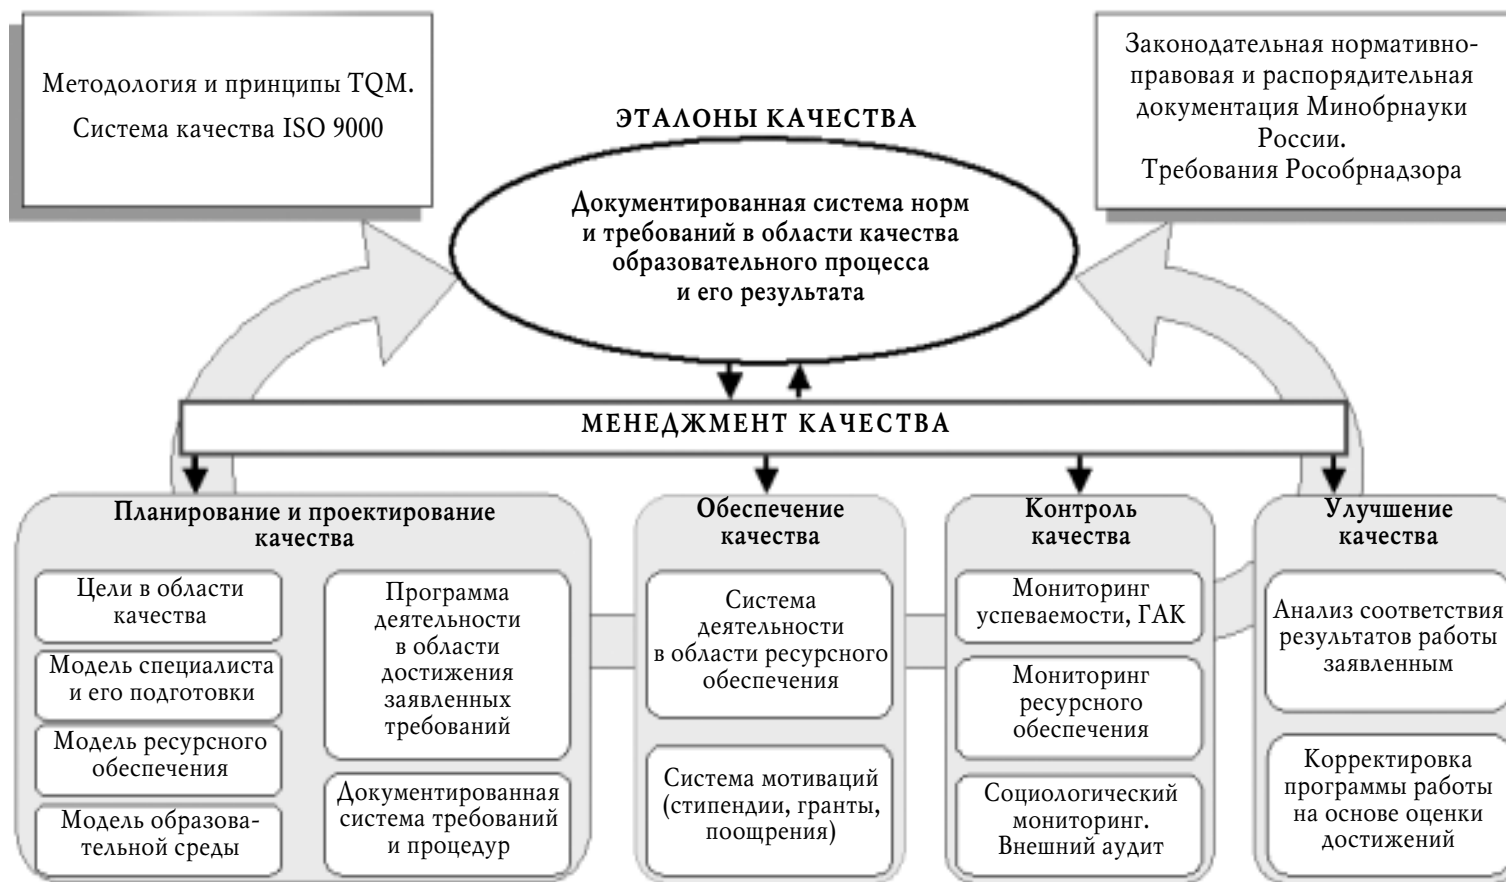 Методология и принципы TQM.
Система качества ISO 9000
Законодательная нормативно-
правовая и распорядительная
документация Минобрнауки
России.
Требования Рособрнадзора
ЭТАЛОНЫ КАЧЕСТВА
Документированная система норм
и требований в области качества
образовательного процесса
и его результата
МЕНЕДЖМЕНТ КАЧЕСТВА
Планирование и проектирование
качества
Цели в области
качества
Модель специалиста
и его подготовки
Модель ресурсного
обеспечения
Модель образова-
тельной среды
Программа
деятельности
в области
достижения
заявленных
требований
Документированная
система требований
и процедур
Обеспечение
качества
Система
деятельности
в области ресурсного
обеспечения
Система мотиваций
(стипендии, гранты,
поощрения)
Контроль
качества
Мониторинг
успеваемости, ГАК
Мониторинг
ресурсного
обеспечения
Социологический
мониторинг.
Внешний аудит
Улучшение
качества
Анализ соответствия
результатов работы
заявленным
Корректировка
программы работы
на основе оценки
достижений